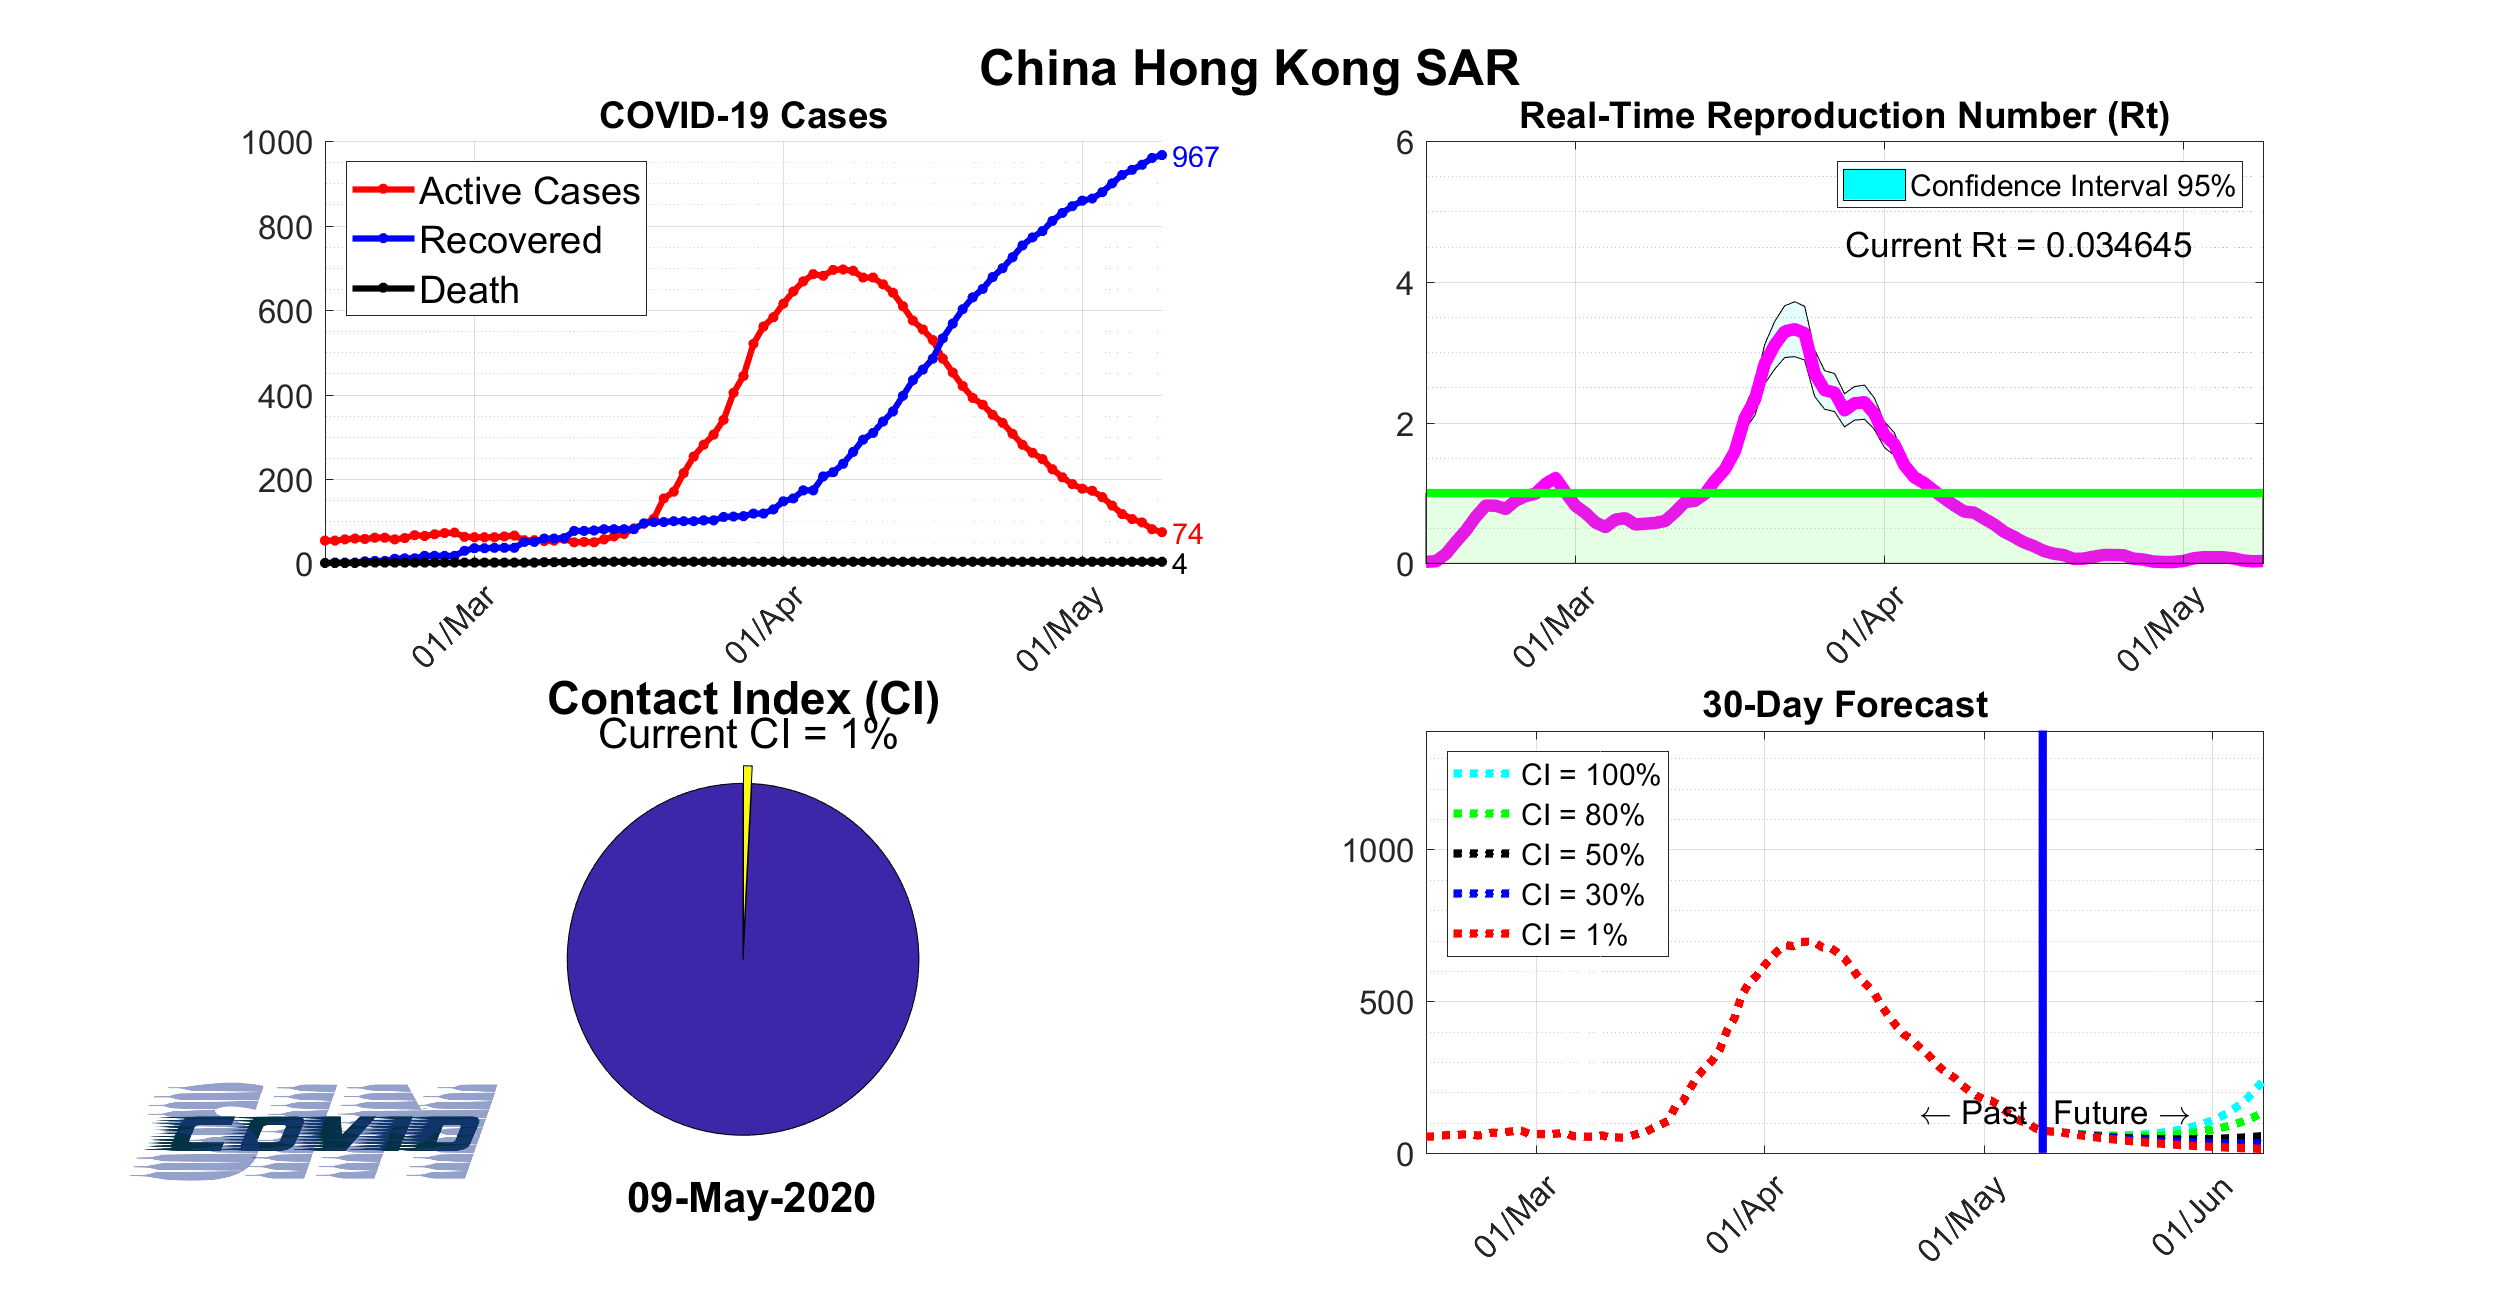 China Hong Kong SAR
COVID-19 Cases
1000
800
600
400
200
0
Active Cases
Recovered
Death
967
74
4
01/Mar
01/Apr
01/May
Real-Time Reproduction Number (Rt)
6
4
2
0
Confidence Interval 95%
Current Rt = 0.034645
01/Mar
01/Apr
01/May
Contact Index (CI)
Current CI = 1%
30-Day Forecast
1000
500
0
CI = 100%
CI = 80%
CI = 50%
CI = 30%
CI = 1%
← Past
Future →
01/Mar
01/Apr
01/May
01/Jun
SIM
COVID
09-May-2020